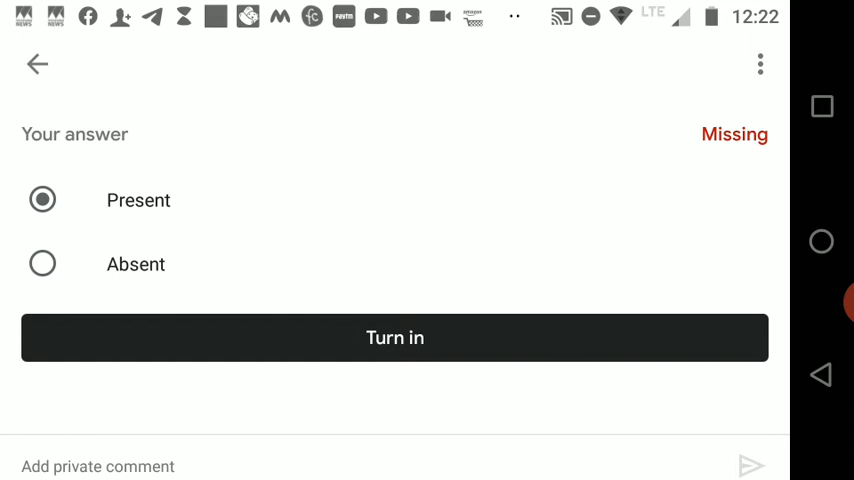 LTE 12:22
Your answer Missing
Present
Absent
Turn in
Add private comment